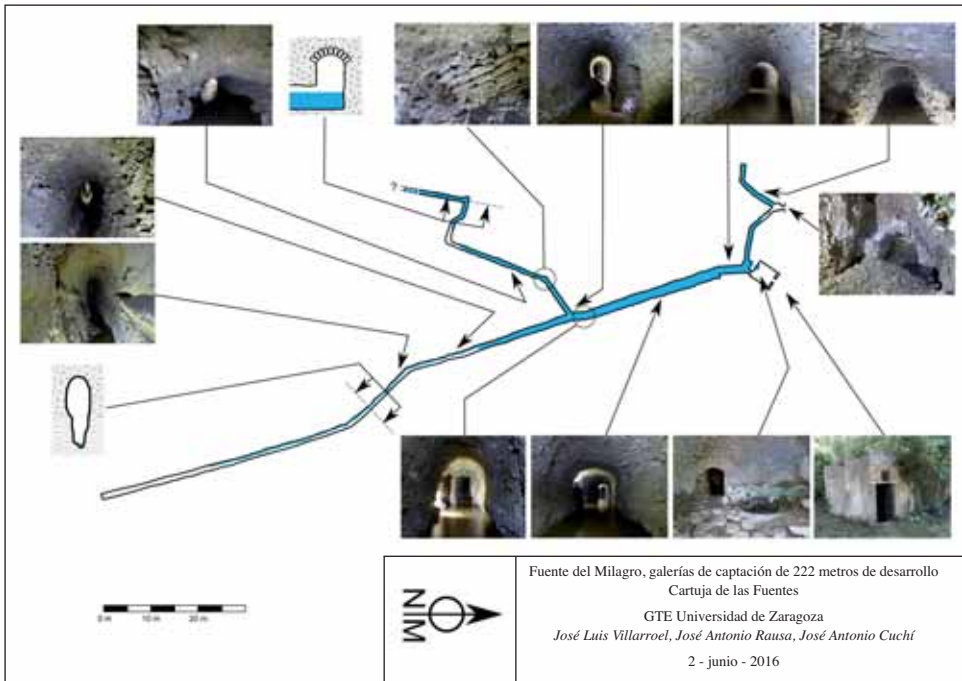 ?
0 m 10 m 20 m
NM
Fuente del Milagro, galerías de captación de 222 metros de desarrollo
Cartuja de las Fuentes
GTE Universidad de Zaragoza
José Luis Villarroel, José Antonio Rausa, José Antonio Cuchí
2 - junio - 2016